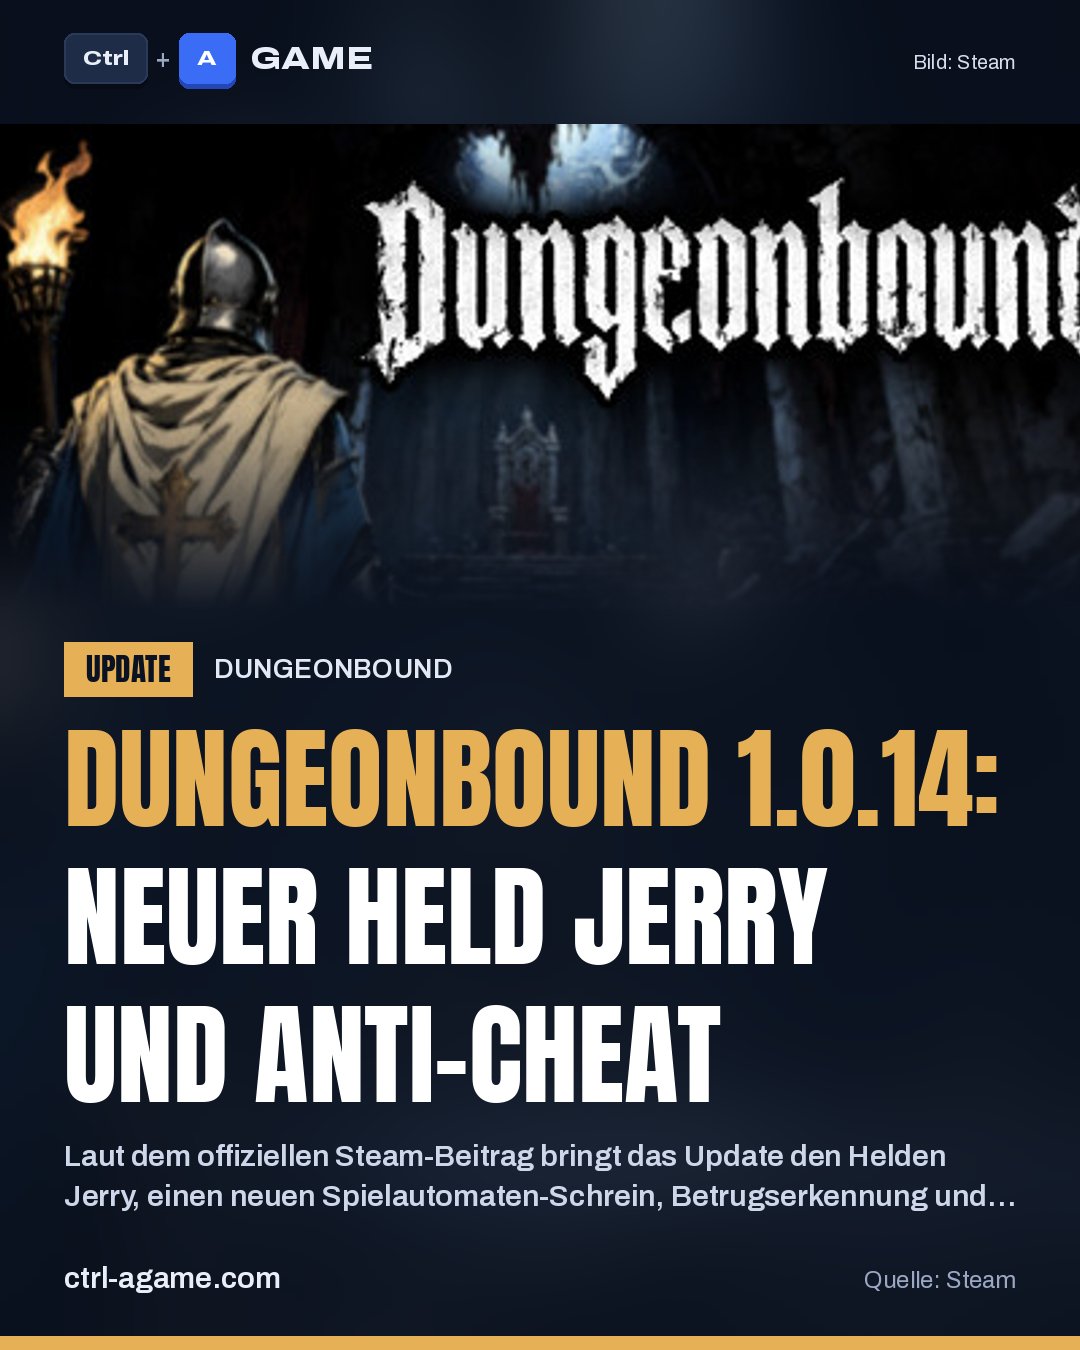 Ctrl + A GAME
Bild: Steam
Dungeonbound
UPDATE DUNGEONBOUND
DUNGEONBOUND 1.0.14:
NEUER HELD JERRY
UND ANTI-CHEAT
Laut dem offiziellen Steam-Beitrag bringt das Update den Helden
Jerry, einen neuen Spielautomaten-Schrein, Betrugserkennung und...
ctrl-agame.com
Quelle: Steam